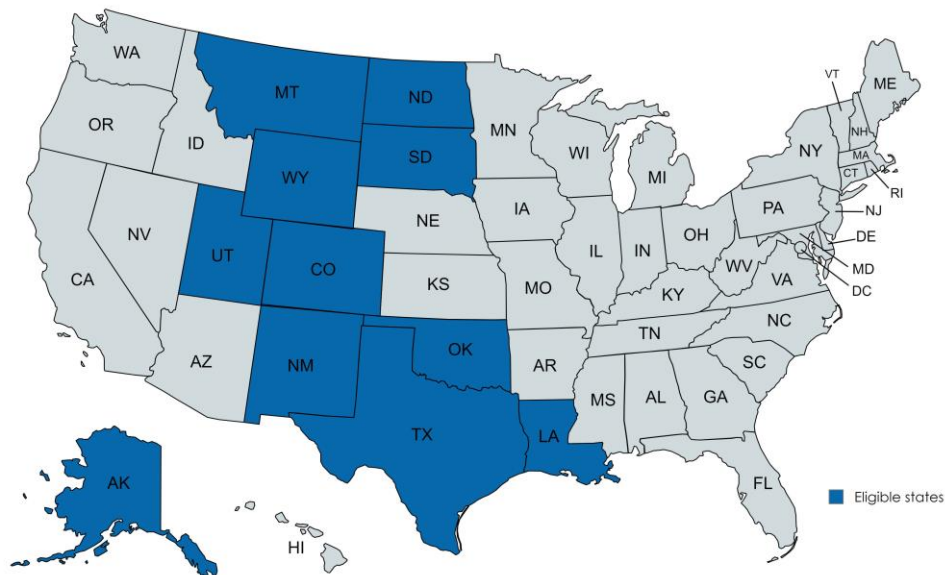 WA
MT
ND
MN
VT
ME
OR
ID
SD
WI
NH
NY
MA
WY
MI
CT
RI
NE
IA
PA
NJ
NV
IL
IN
OH
DE
UT
CO
WV
MD
CA
KS
MO
VA
DC
KY
NC
TN
AZ
NM
OK
AR
SC
MS
AL
GA
TX
LA
AK
FL
Eligible states
HI